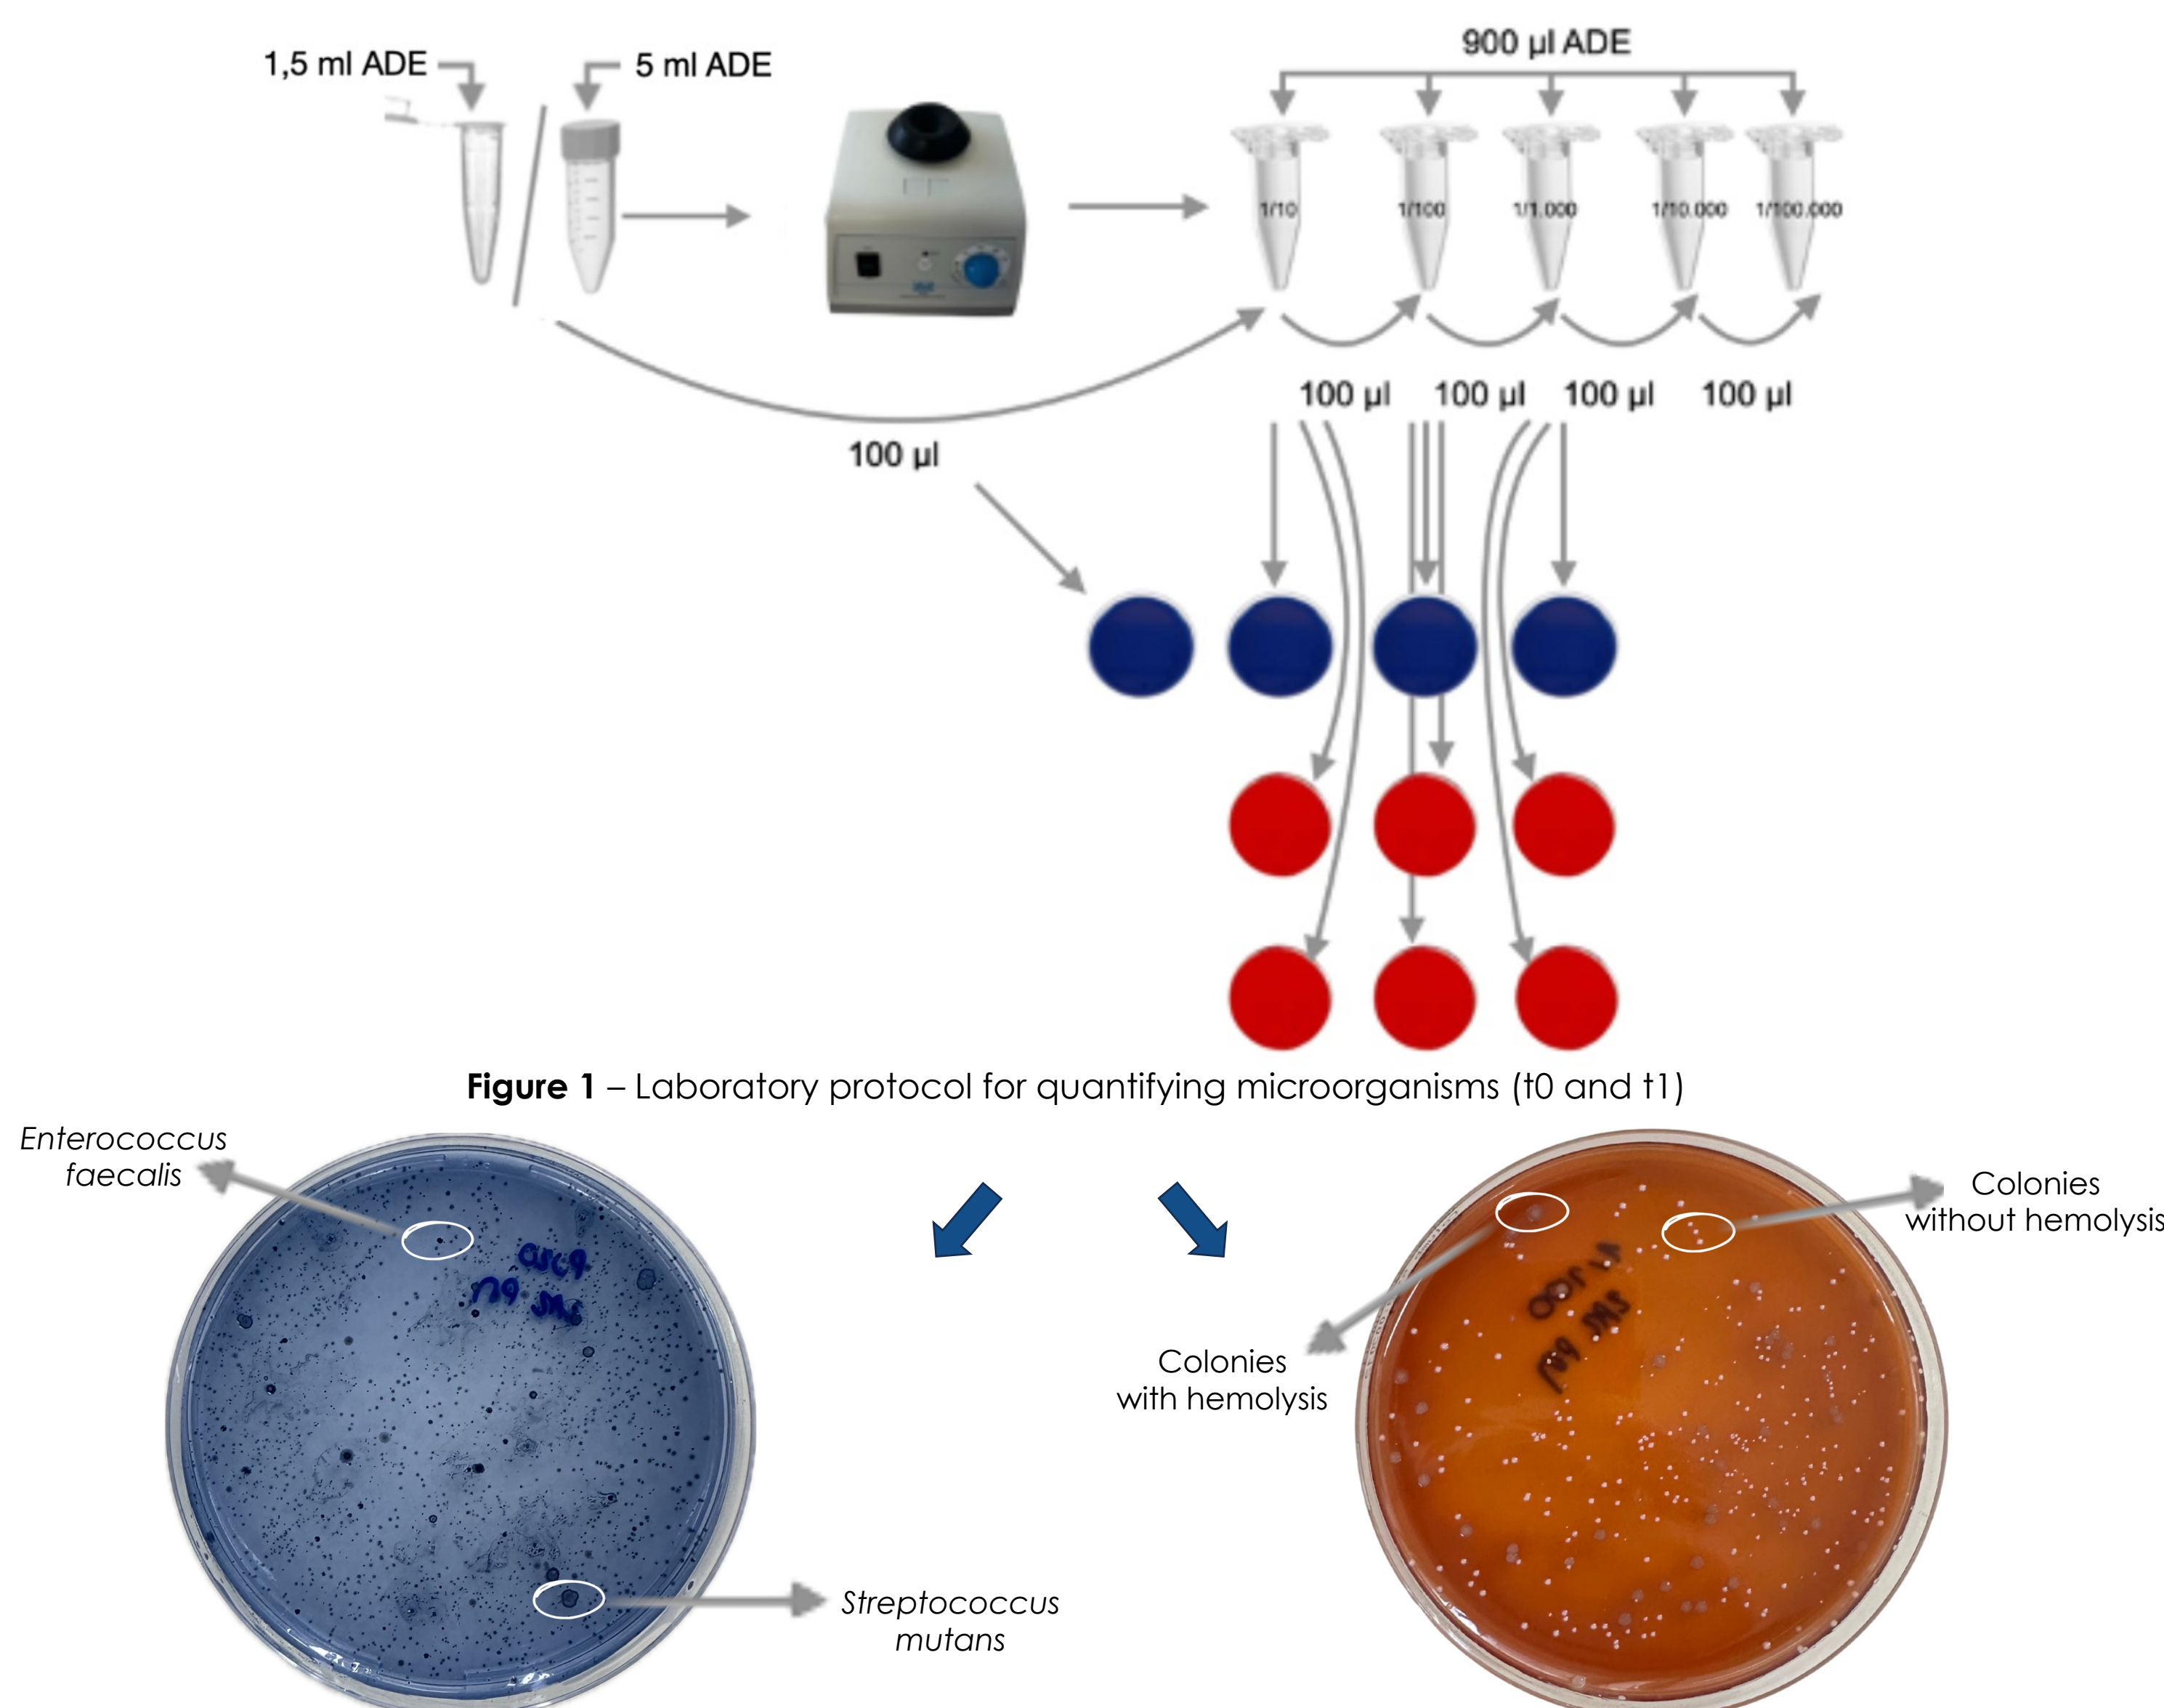 1,5 ml ADE
5 ml ADE
900 µl ADE
1/10
1/100
1/1.000
1/10.000
1/100.000
100 µl
100 µl
100 µl
100 µl
100 µl
Figure 1 – Laboratory protocol for quantifying microorganisms (t0 and t1)
Enterococcus
faecalis
Colonies
without hemolysis
Colonies
with hemolysis
Streptococcus
mutans